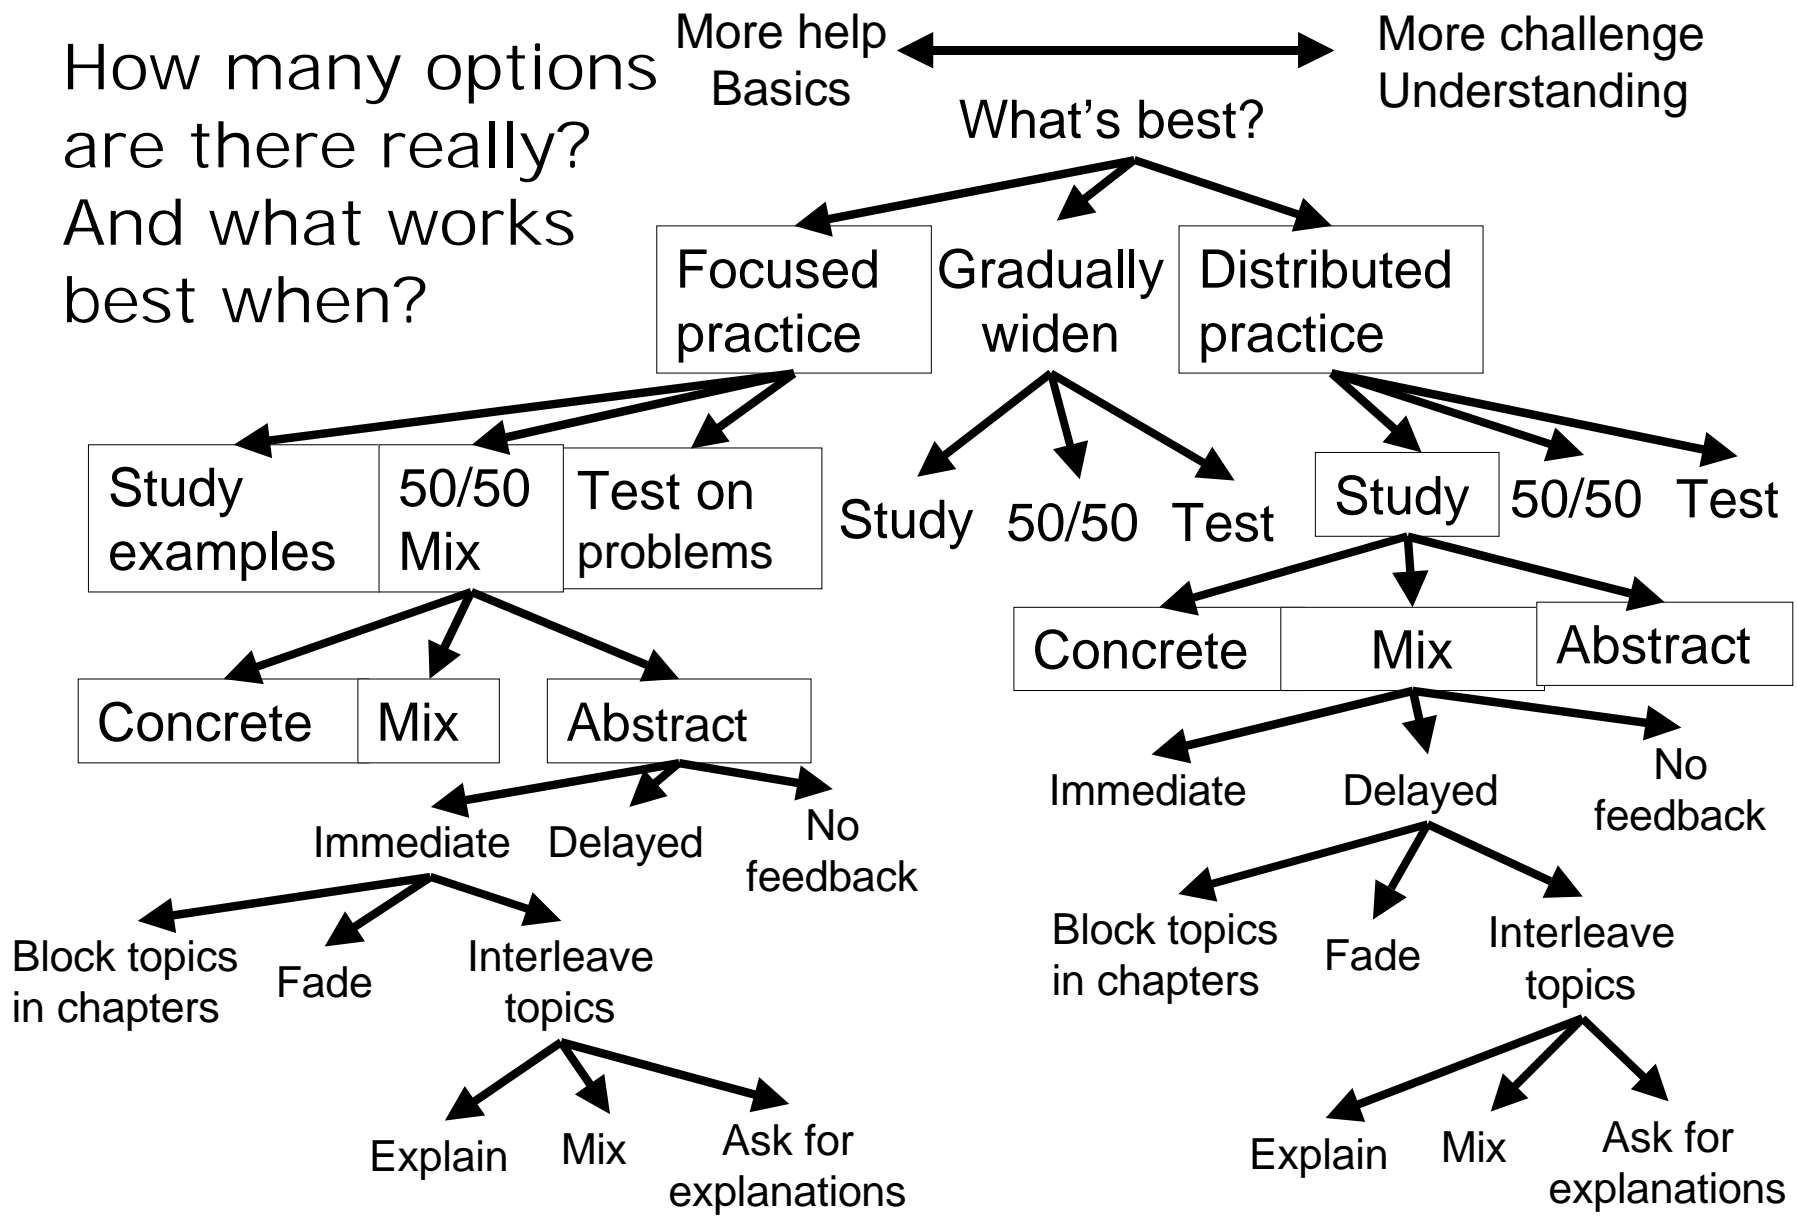 How many options
are there really?
And what works
best when?
More help
Basics
More challenge
Understanding
What's best?
Focused
practice
Gradually
widen
Distributed
practice
Study
examples
50/50
Mix
Test on
problems
Study
50/50
Test
Study
50/50
Test
Concrete
Mix
Abstract
Concrete
Mix
Abstract
Immediate
Delayed
No
feedback
Immediate
Delayed
No
feedback
Block topics
in chapters
Fade
Interleave
topics
Block topics
in chapters
Fade
Interleave
topics
Explain
Mix
Ask for
explanations
Explain
Mix
Ask for
explanations